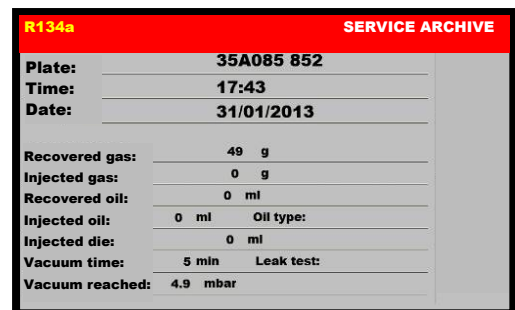 R134a SERVICE ARCHIVE
Plate: 35A085 852
Time: 17:43
Date: 31/01/2013
Recovered gas: 49 g
Injected gas: 0 g
Recovered oil: 0 ml
Injected oil: 0 ml Oil type:
Injected die: 0 ml
Vacuum time: 5 min Leak test:
Vacuum reached: 4.9 mbar